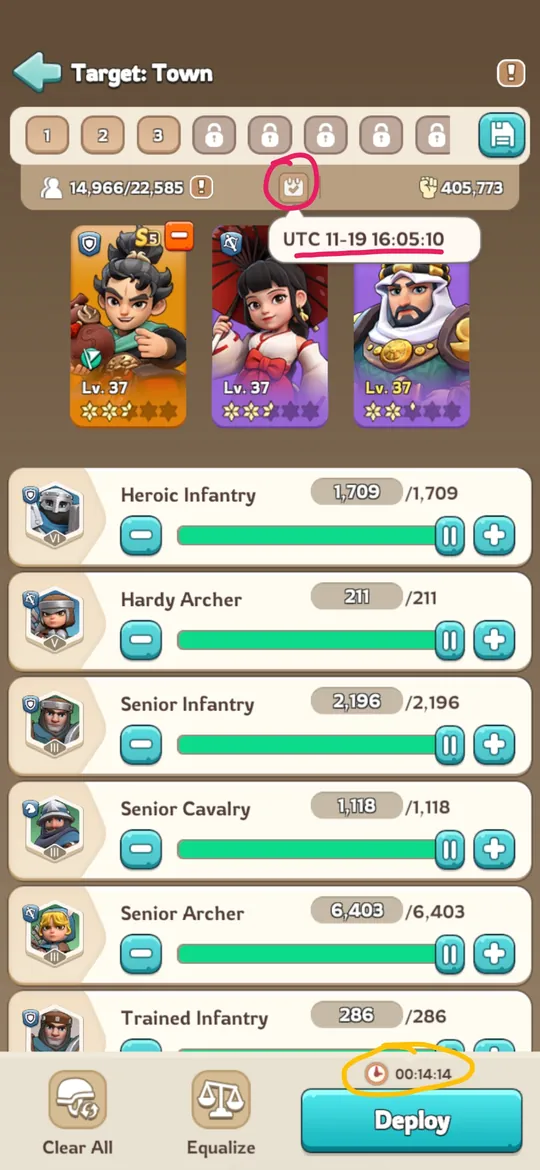 Target: Town
1 2 3
14,966/22,585 405,773
UTC 11-19 16:05:10
S5
Lv. 37 Lv. 37 Lv. 37
Heroic Infantry 1,709 /1,709
VI
Hardy Archer 211 /211
V
Senior Infantry 2,196 /2,196
III
Senior Cavalry 1,118 /1,118
III
Senior Archer 6,403 /6,403
III
Trained Infantry 286 /286
00:14:14
Deploy
Clear All Equalize